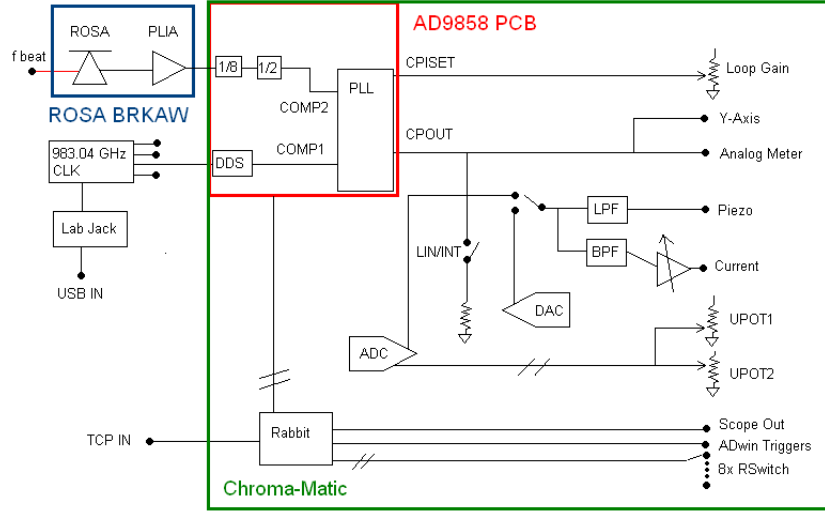 AD9858 PCB
ROSA
PLIA
f beat
1/8
1/2
PLL
CPISET
Loop Gain
COMP2
ROSA BRKAW
Y-Axis
CPOUT
983.04 GHz
CLK
COMP1
DDS
Analog Meter
LPF
Piezo
Lab Jack
LIN/INT
BPF
Current
USB IN
DAC
UPOT1
ADC
UPOT2
Rabbit
Scope Out
TCP IN
ADwin Triggers
8x RSwitch
Chroma-Matic